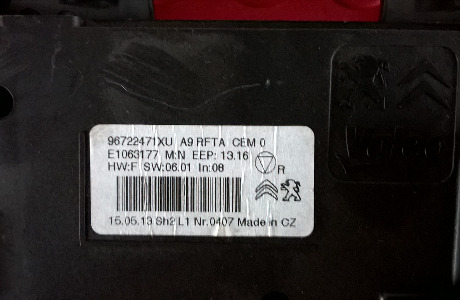 96722471XU A9 RFTA CEM 0
E1063177 M:N EEP: 13.16
HW:F SW:06.01 In:08
R
15.05.13 Sh2 L1 Nr.0407 Made in CZ
Valeo